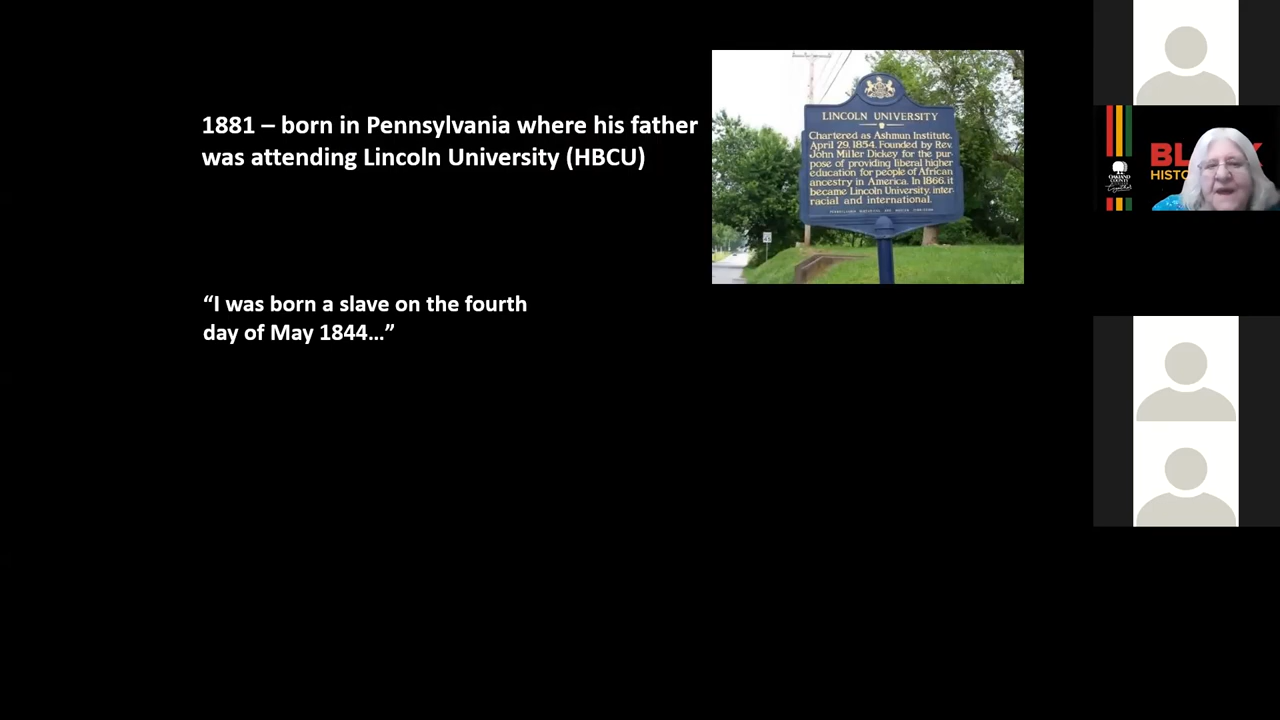 1881 – born in Pennsylvania where his father
was attending Lincoln University (HBCU)
“I was born a slave on the fourth
day of May 1844…”
LINCOLN UNIVERSITY
Chartered as Ashmun Institute,
April 29, 1854. Founded by Rev.
John Miller Dickey for the pur-
pose of providing liberal higher
education for people of African
ancestry in America. In 1866, it
became Lincoln University, inter-
racial and international.
OAKLAND
COUNTY